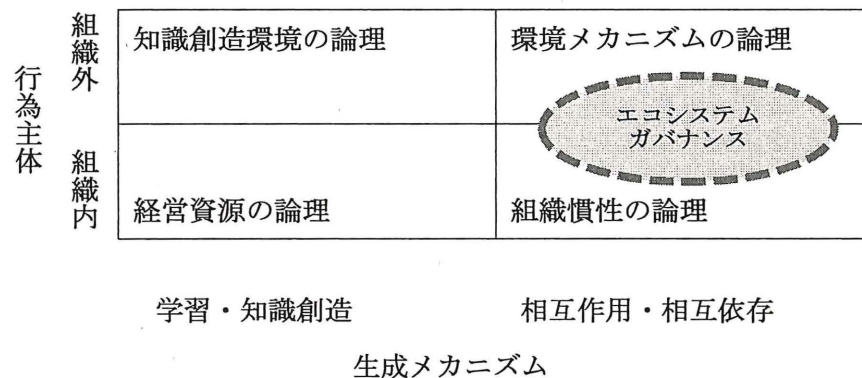 行為主体
組織外
知識創造環境の論理
環境メカニズムの論理
エコシステム
ガバナンス
組織内
経営資源の論理
組織慣性の論理
学習・知識創造
相互作用・相互依存
生成メカニズム